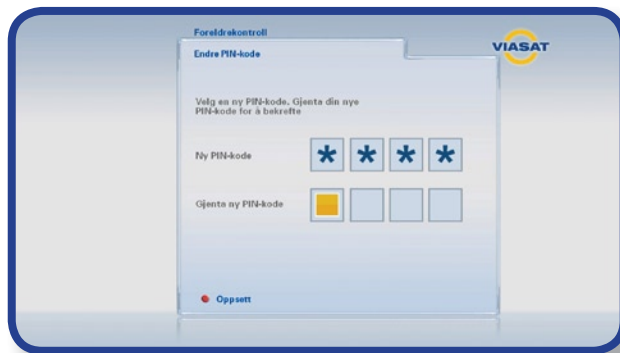 Foreldrekontroll
Endre PIN-kode
VIASAT
Velg en ny PIN-kode. Gjenta din nye
PIN-kode for å bekrefte
Ny PIN-kode * * * *
Gjenta ny PIN-kode
Oppsett